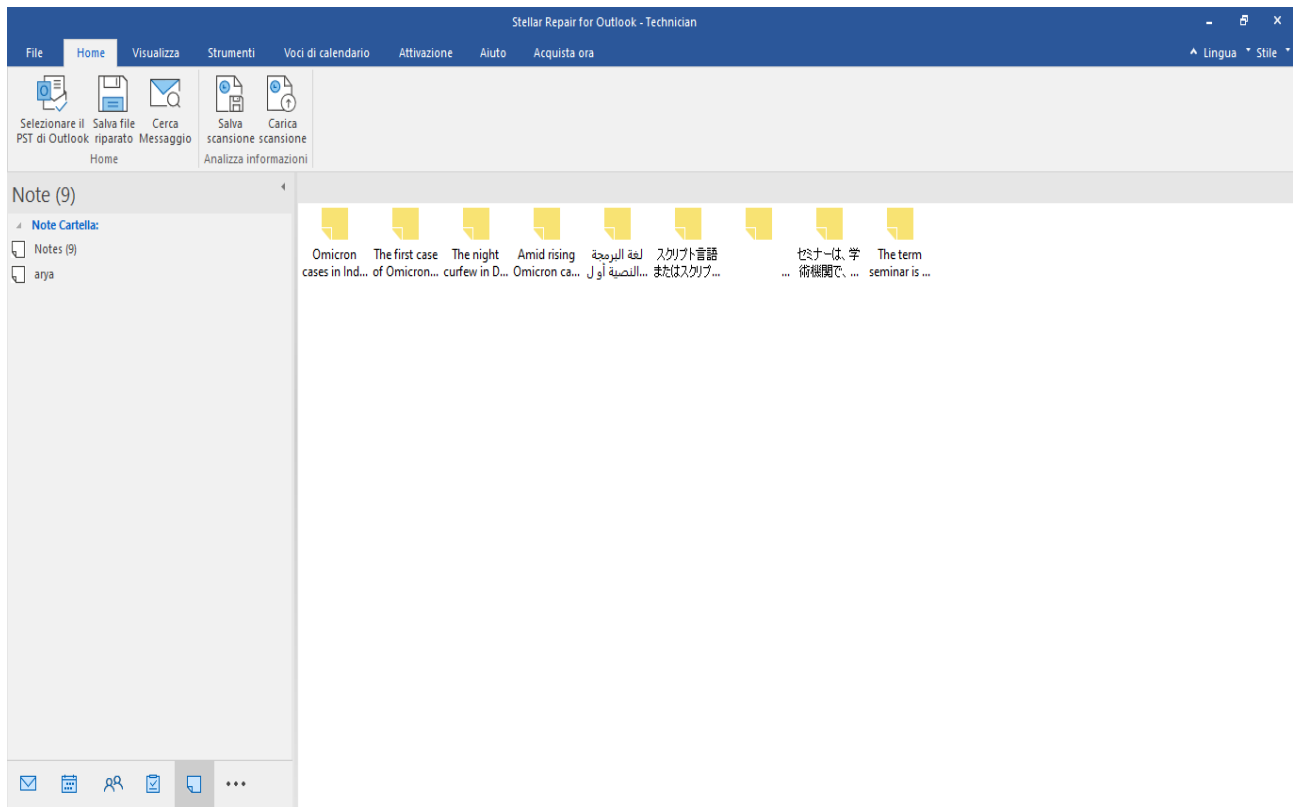 Stellar Repair for Outlook - Technician
File Home Visualizza Strumenti Voci di calendario Attivazione Aiuto Acquista ora Lingua Stile
Selezionare il PST di Outlook
Salva file riparato
Cerca Messaggio
Salva scansione
Carica scansione
Home
Analizza informazioni
Note (9)
Note Cartella:
Notes (9)
arya
Omicron
cases in Ind...
The first case
of Omicron...
The night
curfew in D...
Amid rising
Omicron ca...
لغة البرمجة
النصية أو ل...
スクリプト言語
またはスクリプ...
...
セミナーは、学
術機関で、...
The term
seminar is ...